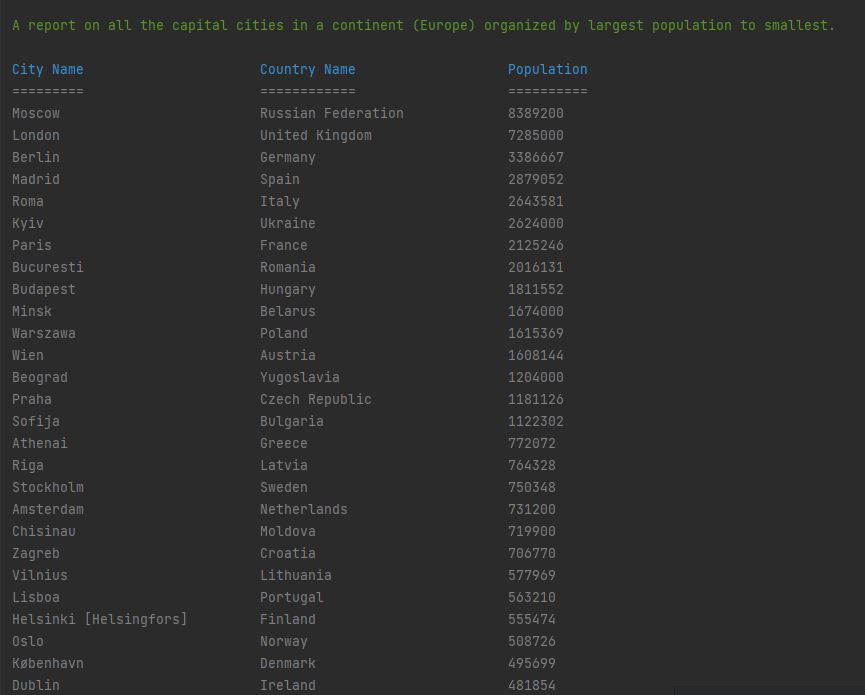 A report on all the capital cities in a continent (Europe) organized by largest population to smallest.
City Name Country Name Population
========= ============ ==========
Moscow Russian Federation 8389200
London United Kingdom 7285000
Berlin Germany 3386667
Madrid Spain 2879052
Roma Italy 2643581
Kyiv Ukraine 2624000
Paris France 2125246
Bucuresti Romania 2016131
Budapest Hungary 1811552
Minsk Belarus 1674000
Warszawa Poland 1615369
Wien Austria 1608144
Beograd Yugoslavia 1204000
Praha Czech Republic 1181126
Sofija Bulgaria 1122302
Athenai Greece 772072
Riga Latvia 764328
Stockholm Sweden 750348
Amsterdam Netherlands 731200
Chisinau Moldova 719900
Zagreb Croatia 706770
Vilnius Lithuania 577969
Lisboa Portugal 563210
Helsinki [Helsingfors] Finland 555474
Oslo Norway 508726
København Denmark 495699
Dublin Ireland 481854